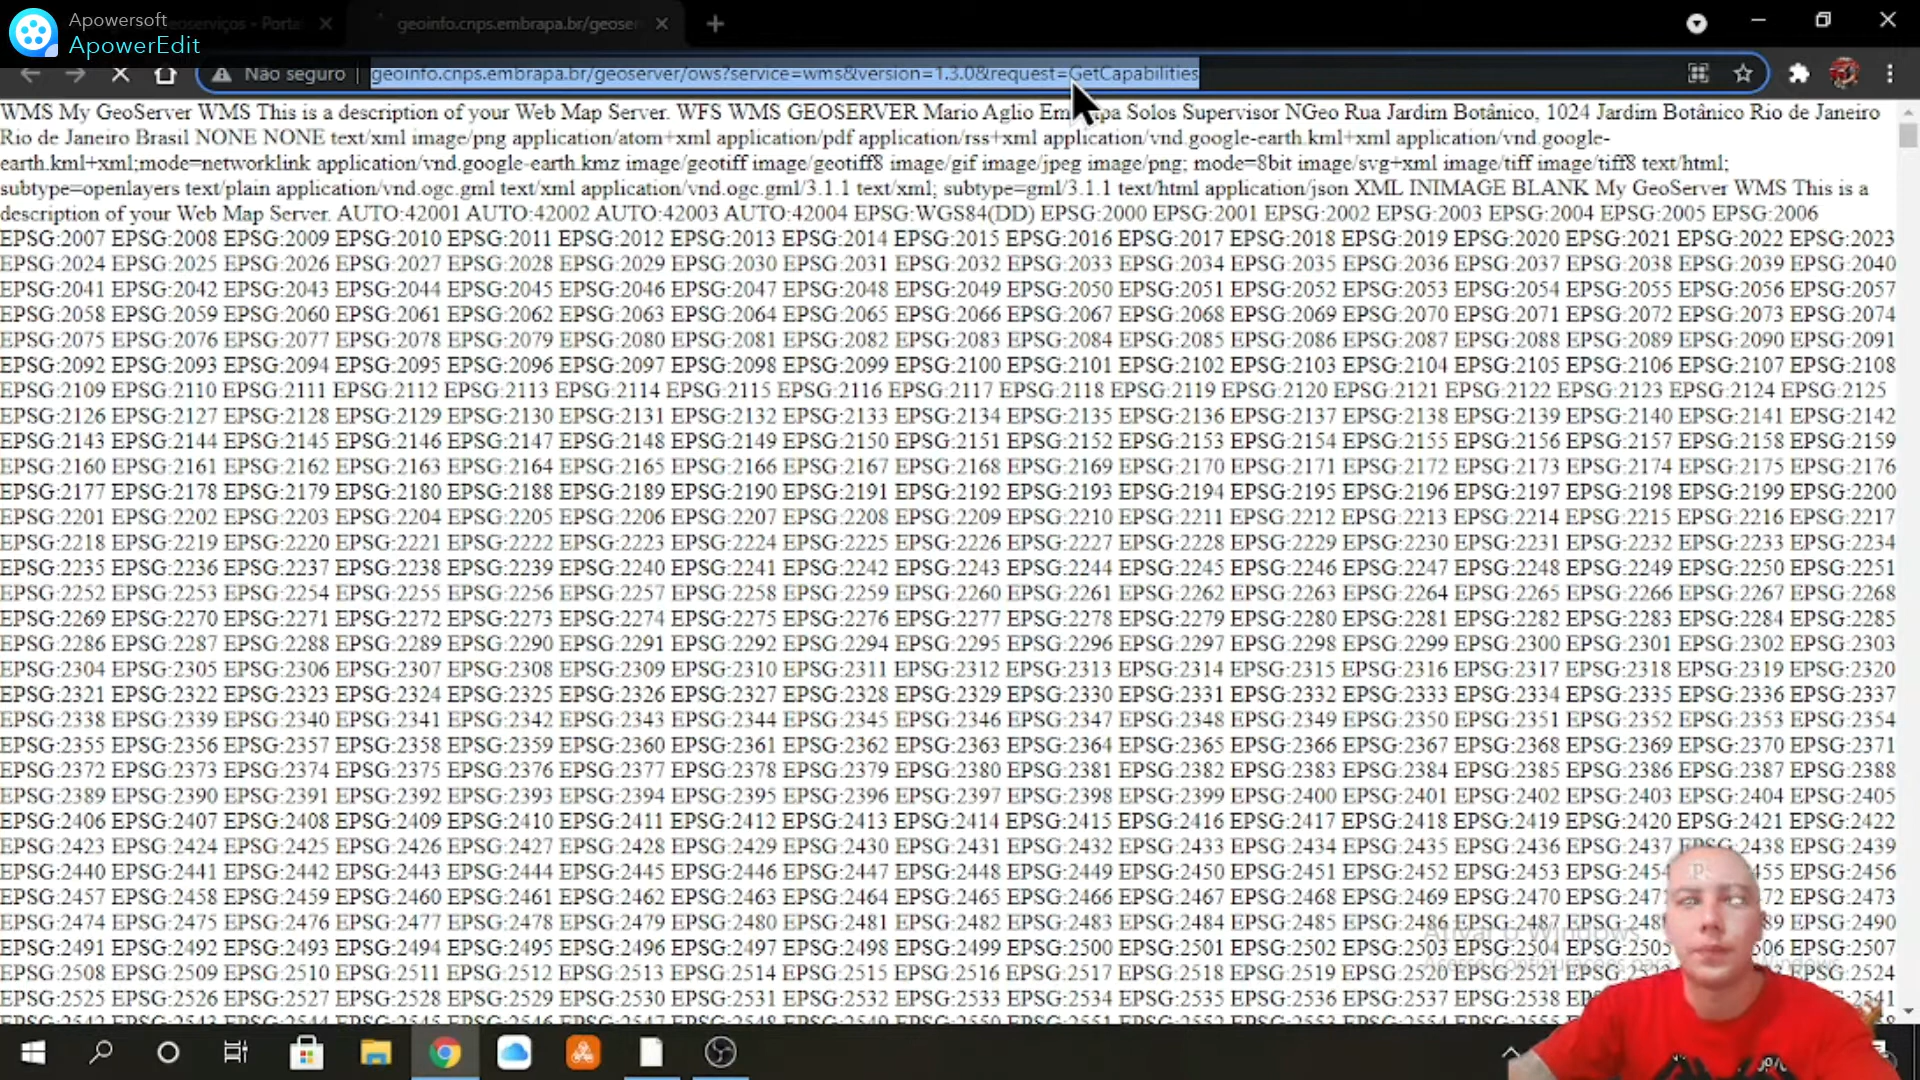 Apowersoft
ApowerEdit
eoserviços - Porta
geoinfo.cnps.embrapa.br/geose
Não seguro
geoinfo.cnps.embrapa.br/geoserver/ows?service=wms&version=1.3.0&request=GetCapabilities
WMS My GeoServer WMS This is a description of your Web Map Server. WFS WMS GEOSERVER Mario Aglio Em pa Solos Supervisor NGeo Rua Jardim Botânico, 1024 Jardim Botânico Rio de Janeiro
Rio de Janeiro Brasil NONE NONE text/xml image/png application/atom+xml application/pdf application/rss+xml application/vnd.google-earth.kml+xml application/vnd.google-
earth.kml+xml;mode=networklink application/vnd.google-earth.kmz image/geotiff image/geotiff8 image/gif image/jpeg image/png; mode=8bit image/svg+xml image/tiff image/tiff8 text/html;
subtype=openlayers text/plain application/vnd.ogc.gml text/xml application/vnd.ogc.gml/3.1.1 text/xml; subtype=gml/3.1.1 text/html application/json XML INIMAGE BLANK My GeoServer WMS This is a
description of your Web Map Server. AUTO:42001 AUTO:42002 AUTO:42003 AUTO:42004 EPSG:WGS84(DD) EPSG:2000 EPSG:2001 EPSG:2002 EPSG:2003 EPSG:2004 EPSG:2005 EPSG:2006
EPSG:2007 EPSG:2008 EPSG:2009 EPSG:2010 EPSG:2011 EPSG:2012 EPSG:2013 EPSG:2014 EPSG:2015 EPSG:2016 EPSG:2017 EPSG:2018 EPSG:2019 EPSG:2020 EPSG:2021 EPSG:2022 EPSG:2023
EPSG:2024 EPSG:2025 EPSG:2026 EPSG:2027 EPSG:2028 EPSG:2029 EPSG:2030 EPSG:2031 EPSG:2032 EPSG:2033 EPSG:2034 EPSG:2035 EPSG:2036 EPSG:2037 EPSG:2038 EPSG:2039 EPSG:2040
EPSG:2041 EPSG:2042 EPSG:2043 EPSG:2044 EPSG:2045 EPSG:2046 EPSG:2047 EPSG:2048 EPSG:2049 EPSG:2050 EPSG:2051 EPSG:2052 EPSG:2053 EPSG:2054 EPSG:2055 EPSG:2056 EPSG:2057
EPSG:2058 EPSG:2059 EPSG:2060 EPSG:2061 EPSG:2062 EPSG:2063 EPSG:2064 EPSG:2065 EPSG:2066 EPSG:2067 EPSG:2068 EPSG:2069 EPSG:2070 EPSG:2071 EPSG:2072 EPSG:2073 EPSG:2074
EPSG:2075 EPSG:2076 EPSG:2077 EPSG:2078 EPSG:2079 EPSG:2080 EPSG:2081 EPSG:2082 EPSG:2083 EPSG:2084 EPSG:2085 EPSG:2086 EPSG:2087 EPSG:2088 EPSG:2089 EPSG:2090 EPSG:2091
EPSG:2092 EPSG:2093 EPSG:2094 EPSG:2095 EPSG:2096 EPSG:2097 EPSG:2098 EPSG:2099 EPSG:2100 EPSG:2101 EPSG:2102 EPSG:2103 EPSG:2104 EPSG:2105 EPSG:2106 EPSG:2107 EPSG:2108
EPSG:2109 EPSG:2110 EPSG:2111 EPSG:2112 EPSG:2113 EPSG:2114 EPSG:2115 EPSG:2116 EPSG:2117 EPSG:2118 EPSG:2119 EPSG:2120 EPSG:2121 EPSG:2122 EPSG:2123 EPSG:2124 EPSG:2125
EPSG:2126 EPSG:2127 EPSG:2128 EPSG:2129 EPSG:2130 EPSG:2131 EPSG:2132 EPSG:2133 EPSG:2134 EPSG:2135 EPSG:2136 EPSG:2137 EPSG:2138 EPSG:2139 EPSG:2140 EPSG:2141 EPSG:2142
EPSG:2143 EPSG:2144 EPSG:2145 EPSG:2146 EPSG:2147 EPSG:2148 EPSG:2149 EPSG:2150 EPSG:2151 EPSG:2152 EPSG:2153 EPSG:2154 EPSG:2155 EPSG:2156 EPSG:2157 EPSG:2158 EPSG:2159
EPSG:2160 EPSG:2161 EPSG:2162 EPSG:2163 EPSG:2164 EPSG:2165 EPSG:2166 EPSG:2167 EPSG:2168 EPSG:2169 EPSG:2170 EPSG:2171 EPSG:2172 EPSG:2173 EPSG:2174 EPSG:2175 EPSG:2176
EPSG:2177 EPSG:2178 EPSG:2179 EPSG:2180 EPSG:2188 EPSG:2189 EPSG:2190 EPSG:2191 EPSG:2192 EPSG:2193 EPSG:2194 EPSG:2195 EPSG:2196 EPSG:2197 EPSG:2198 EPSG:2199 EPSG:2200
EPSG:2201 EPSG:2202 EPSG:2203 EPSG:2204 EPSG:2205 EPSG:2206 EPSG:2207 EPSG:2208 EPSG:2209 EPSG:2210 EPSG:2211 EPSG:2212 EPSG:2213 EPSG:2214 EPSG:2215 EPSG:2216 EPSG:2217
EPSG:2218 EPSG:2219 EPSG:2220 EPSG:2221 EPSG:2222 EPSG:2223 EPSG:2224 EPSG:2225 EPSG:2226 EPSG:2227 EPSG:2228 EPSG:2229 EPSG:2230 EPSG:2231 EPSG:2232 EPSG:2233 EPSG:2234
EPSG:2235 EPSG:2236 EPSG:2237 EPSG:2238 EPSG:2239 EPSG:2240 EPSG:2241 EPSG:2242 EPSG:2243 EPSG:2244 EPSG:2245 EPSG:2246 EPSG:2247 EPSG:2248 EPSG:2249 EPSG:2250 EPSG:2251
EPSG:2252 EPSG:2253 EPSG:2254 EPSG:2255 EPSG:2256 EPSG:2257 EPSG:2258 EPSG:2259 EPSG:2260 EPSG:2261 EPSG:2262 EPSG:2263 EPSG:2264 EPSG:2265 EPSG:2266 EPSG:2267 EPSG:2268
EPSG:2269 EPSG:2270 EPSG:2271 EPSG:2272 EPSG:2273 EPSG:2274 EPSG:2275 EPSG:2276 EPSG:2277 EPSG:2278 EPSG:2279 EPSG:2280 EPSG:2281 EPSG:2282 EPSG:2283 EPSG:2284 EPSG:2285
EPSG:2286 EPSG:2287 EPSG:2288 EPSG:2289 EPSG:2290 EPSG:2291 EPSG:2292 EPSG:2294 EPSG:2295 EPSG:2296 EPSG:2297 EPSG:2298 EPSG:2299 EPSG:2300 EPSG:2301 EPSG:2302 EPSG:2303
EPSG:2304 EPSG:2305 EPSG:2306 EPSG:2307 EPSG:2308 EPSG:2309 EPSG:2310 EPSG:2311 EPSG:2312 EPSG:2313 EPSG:2314 EPSG:2315 EPSG:2316 EPSG:2317 EPSG:2318 EPSG:2319 EPSG:2320
EPSG:2321 EPSG:2322 EPSG:2323 EPSG:2324 EPSG:2325 EPSG:2326 EPSG:2327 EPSG:2328 EPSG:2329 EPSG:2330 EPSG:2331 EPSG:2332 EPSG:2333 EPSG:2334 EPSG:2335 EPSG:2336 EPSG:2337
EPSG:2338 EPSG:2339 EPSG:2340 EPSG:2341 EPSG:2342 EPSG:2343 EPSG:2344 EPSG:2345 EPSG:2346 EPSG:2347 EPSG:2348 EPSG:2349 EPSG:2350 EPSG:2351 EPSG:2352 EPSG:2353 EPSG:2354
EPSG:2355 EPSG:2356 EPSG:2357 EPSG:2358 EPSG:2359 EPSG:2360 EPSG:2361 EPSG:2362 EPSG:2363 EPSG:2364 EPSG:2365 EPSG:2366 EPSG:2367 EPSG:2368 EPSG:2369 EPSG:2370 EPSG:2371
EPSG:2372 EPSG:2373 EPSG:2374 EPSG:2375 EPSG:2376 EPSG:2377 EPSG:2378 EPSG:2379 EPSG:2380 EPSG:2381 EPSG:2382 EPSG:2383 EPSG:2384 EPSG:2385 EPSG:2386 EPSG:2387 EPSG:2388
EPSG:2389 EPSG:2390 EPSG:2391 EPSG:2392 EPSG:2393 EPSG:2394 EPSG:2395 EPSG:2396 EPSG:2397 EPSG:2398 EPSG:2399 EPSG:2400 EPSG:2401 EPSG:2402 EPSG:2403 EPSG:2404 EPSG:2405
EPSG:2406 EPSG:2407 EPSG:2408 EPSG:2409 EPSG:2410 EPSG:2411 EPSG:2412 EPSG:2413 EPSG:2414 EPSG:2415 EPSG:2416 EPSG:2417 EPSG:2418 EPSG:2419 EPSG:2420 EPSG:2421 EPSG:2422
EPSG:2423 EPSG:2424 EPSG:2425 EPSG:2426 EPSG:2427 EPSG:2428 EPSG:2429 EPSG:2430 EPSG:2431 EPSG:2432 EPSG:2433 EPSG:2434 EPSG:2435 EPSG:2436 EPSG:2437 EPSG:2438 EPSG:2439
EPSG:2440 EPSG:2441 EPSG:2442 EPSG:2443 EPSG:2444 EPSG:2445 EPSG:2446 EPSG:2447 EPSG:2448 EPSG:2449 EPSG:2450 EPSG:2451 EPSG:2452 EPSG:2453 EPSG:2454 455 EPSG:2456
EPSG:2457 EPSG:2458 EPSG:2459 EPSG:2460 EPSG:2461 EPSG:2462 EPSG:2463 EPSG:2464 EPSG:2465 EPSG:2466 EPSG:2467 EPSG:2468 EPSG:2469 EPSG:2470 EPSG:247 72 EPSG:2473
EPSG:2474 EPSG:2475 EPSG:2476 EPSG:2477 EPSG:2478 EPSG:2479 EPSG:2480 EPSG:2481 EPSG:2482 EPSG:2483 EPSG:2484 EPSG:2485 EPSG:2486 EPSG:2487 EPSG:248 9 EPSG:2490
EPSG:2491 EPSG:2492 EPSG:2493 EPSG:2494 EPSG:2495 EPSG:2496 EPSG:2497 EPSG:2498 EPSG:2499 EPSG:2500 EPSG:2501 EPSG:2502 EPSG:2503 EPSG:2504 EPSG:2505 506 EPSG:2507
EPSG:2508 EPSG:2509 EPSG:2510 EPSG:2511 EPSG:2512 EPSG:2513 EPSG:2514 EPSG:2515 EPSG:2516 EPSG:2517 EPSG:2518 EPSG:2519 EPSG:2520 EPSG:2521 EPSG:2524
EPSG:2525 EPSG:2526 EPSG:2527 EPSG:2528 EPSG:2529 EPSG:2530 EPSG:2531 EPSG:2532 EPSG:2533 EPSG:2534 EPSG:2535 EPSG:2536 EPSG:2537 EPSG:2538 2541
Ativar o Windows